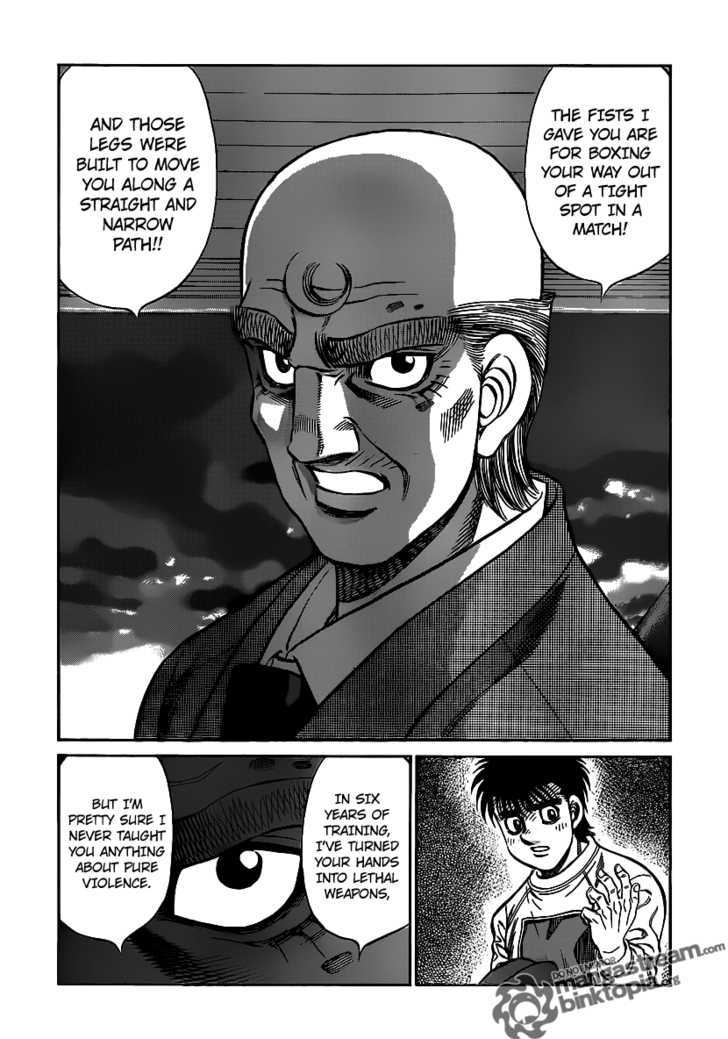 THE FISTS I
GAVE YOU ARE
FOR BOXING
YOUR WAY OUT
OF A TIGHT
SPOT IN A
MATCH!
AND THOSE
LEGS WERE
BUILT TO MOVE
YOU ALONG A
STRAIGHT AND
NARROW
PATH!!
IN SIX
YEARS OF
TRAINING,
I'VE TURNED
YOUR HANDS
INTO LETHAL
WEAPONS,
BUT I'M
PRETTY SURE I
NEVER TAUGHT
YOU ANYTHING
ABOUT PURE
VIOLENCE.
mangastream.com
binktopia.org